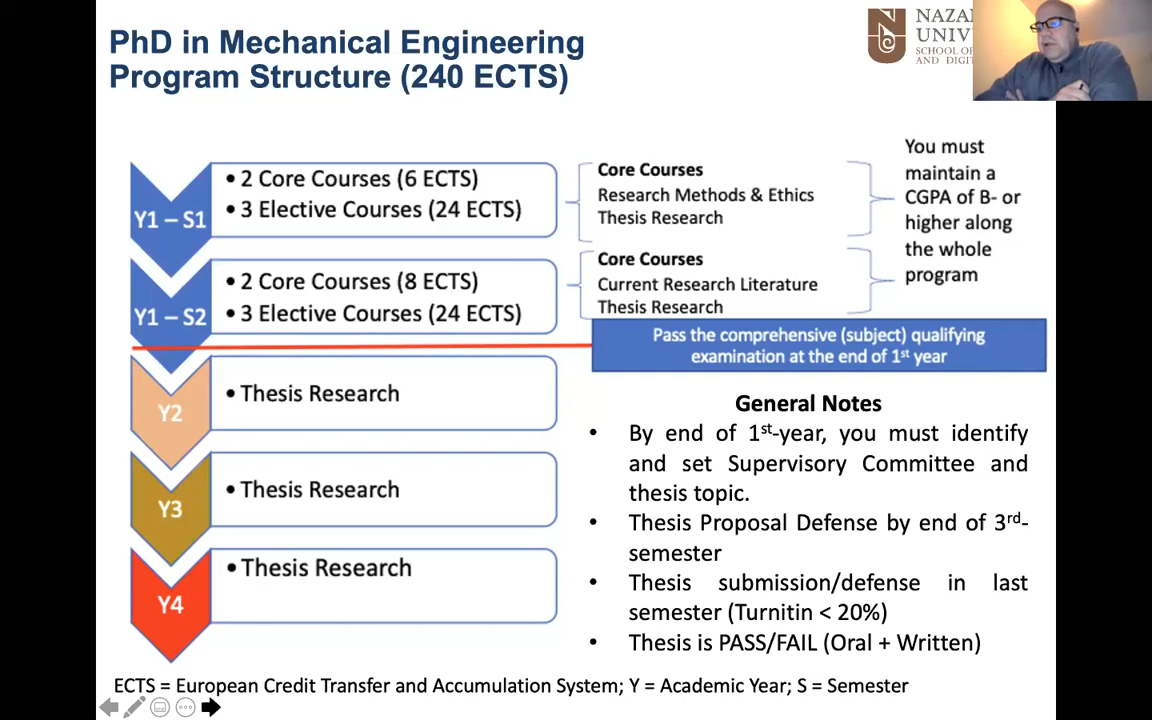 PhD in Mechanical Engineering
Program Structure (240 ECTS)
UNIV
SCHOOL OF
AND
Y1 – S1
• 2 Core Courses (6 ECTS)
• 3 Elective Courses (24 ECTS)
Core Courses
Research Methods & Ethics
Thesis Research
You must
maintain a
CGPA of B- or
higher along
the whole
program
Y1 – S2
• 2 Core Courses (8 ECTS)
• 3 Elective Courses (24 ECTS)
Core Courses
Current Research Literature
Thesis Research
Pass the comprehensive (subject) qualifying
examination at the end of 1st year
Y2
• Thesis Research
Y3
• Thesis Research
Y4
• Thesis Research
General Notes
• By end of 1st-year, you must identify
and set Supervisory Committee and
thesis topic.
• Thesis Proposal Defense by end of 3rd-
semester
• Thesis submission/defense in last
semester (Turnitin < 20%)
• Thesis is PASS/FAIL (Oral + Written)
ECTS = European Credit Transfer and Accumulation System; Y = Academic Year; S = Semester